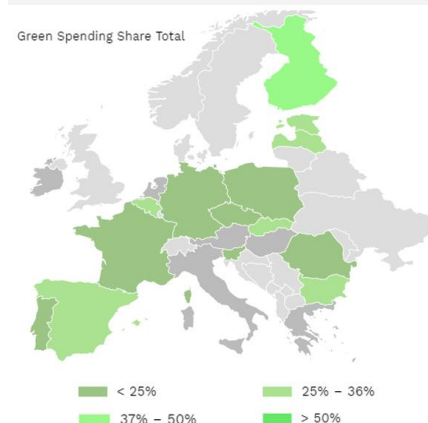 Green Spending Share Total
< 25%
25% – 36%
37% – 50%
> 50%